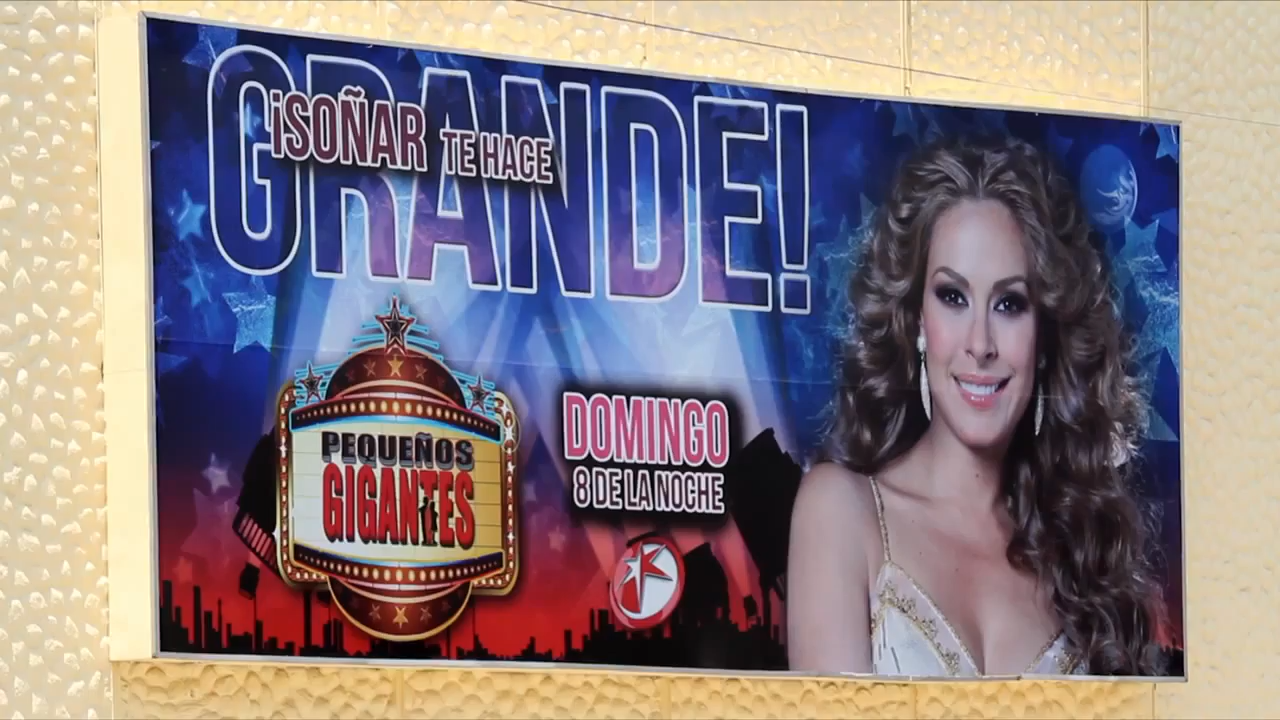 ¡SOÑAR TE HACE
GRANDE!
PEQUEÑOS
GIGANTES
DOMINGO
8 DE LA NOCHE